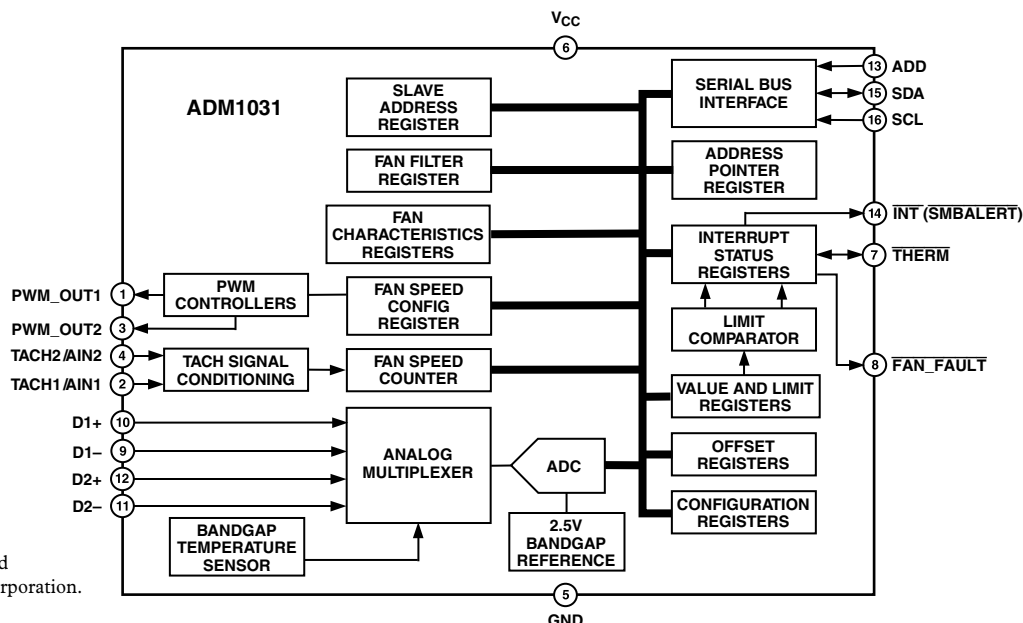 VCC
6
ADM1031
SLAVE
ADDRESS
REGISTER
FAN FILTER
REGISTER
FAN
CHARACTERISTICS
REGISTERS
PWM
CONTROLLERS
FAN SPEED
CONFIG
REGISTER
TACH SIGNAL
CONDITIONING
FAN SPEED
COUNTER
ANALOG
MULTIPLEXER
BANDGAP
TEMPERATURE
SENSOR
ADC
2.5V
BANDGAP
REFERENCE
SERIAL BUS
INTERFACE
ADDRESS
POINTER
REGISTER
INTERRUPT
STATUS
REGISTERS
LIMIT
COMPARATOR
VALUE AND LIMIT
REGISTERS
OFFSET
REGISTERS
CONFIGURATION
REGISTERS
PWM_OUT1 1
PWM_OUT2 3
TACH2/AIN2 4
TACH1/AIN1 2
D1+ 10
D1– 9
D2+ 12
D2– 11
13 ADD
15 SDA
16 SCL
14 INT (SMBALERT)
7 THERM
8 FAN_FAULT
5
GND
rporation.